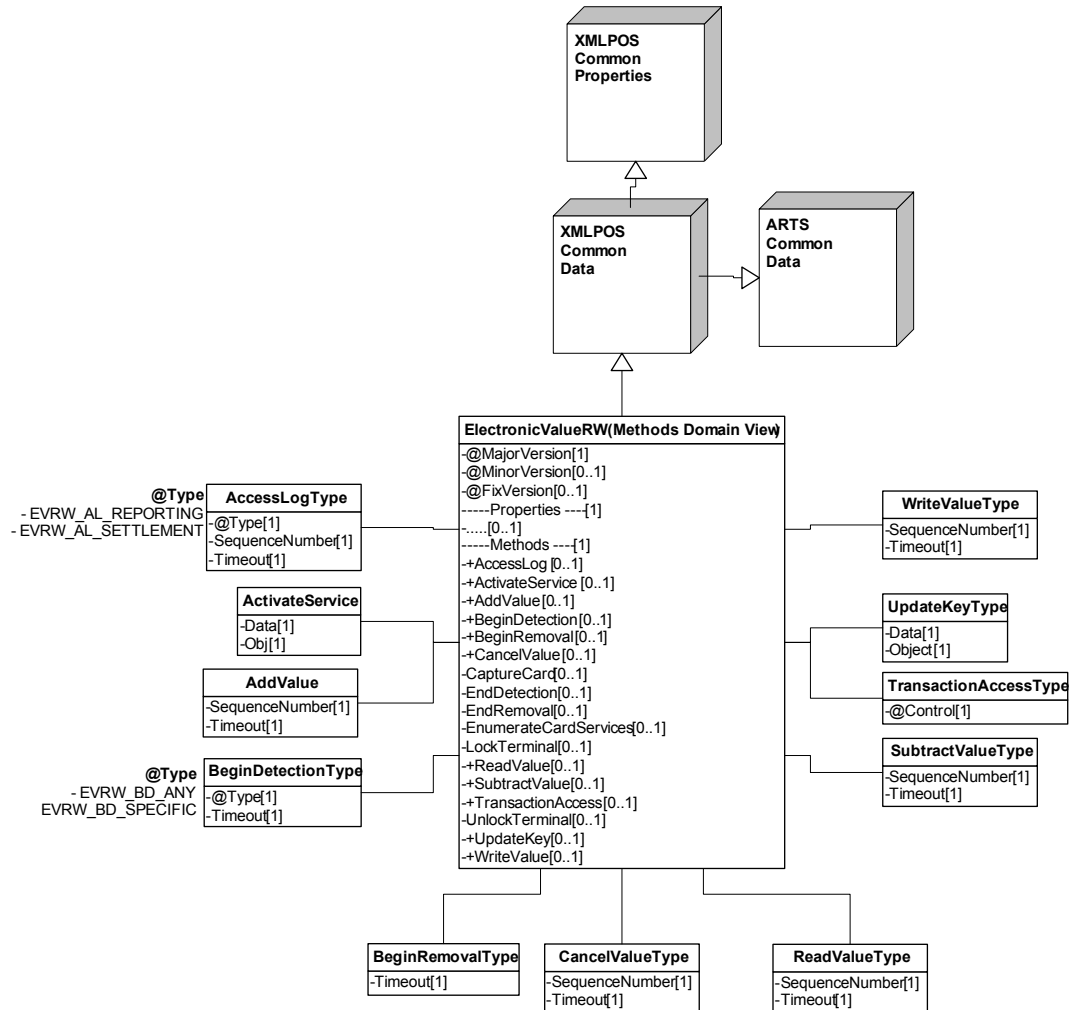 XMLPOS
Common
Properties
XMLPOS
Common
Data
ARTS
Common
Data
ElectronicValueRW(Methods Domain View)
-@MajorVersion[1]
-@MinorVersion[0..1]
-@FixVersion[0..1]
-----Properties ----[1]
-.....[0..1]
-----Methods ----[1]
-+AccessLog[0..1]
-+ActivateService[0..1]
-+AddValue[0..1]
-+BeginDetection[0..1]
-+BeginRemoval[0..1]
-+CancelValue[0..1]
-CaptureCard[0..1]
-EndDetection[0..1]
-EndRemoval[0..1]
-EnumerateCardServices[0..1]
-LockTerminal[0..1]
-+ReadValue[0..1]
-+SubtractValue[0..1]
-+TransactionAccess[0..1]
-UnlockTerminal[0..1]
-+UpdateKey[0..1]
-+WriteValue[0..1]
@Type
- EVRW_AL_REPORTING
- EVRW_AL_SETTLEMENT
AccessLogType
-@Type[1]
-SequenceNumber[1]
-Timeout[1]
ActivateService
-Data[1]
-Obj[1]
AddValue
-SequenceNumber[1]
-Timeout[1]
@Type
- EVRW_BD_ANY
EVRW_BD_SPECIFIC
BeginDetectionType
-@Type[1]
-Timeout[1]
WriteValueType
-SequenceNumber[1]
-Timeout[1]
UpdateKeyType
-Data[1]
-Object[1]
TransactionAccessType
-@Control[1]
SubtractValueType
-SequenceNumber[1]
-Timeout[1]
BeginRemovalType
-Timeout[1]
CancelValueType
-SequenceNumber[1]
-Timeout[1]
ReadValueType
-SequenceNumber[1]
-Timeout[1]